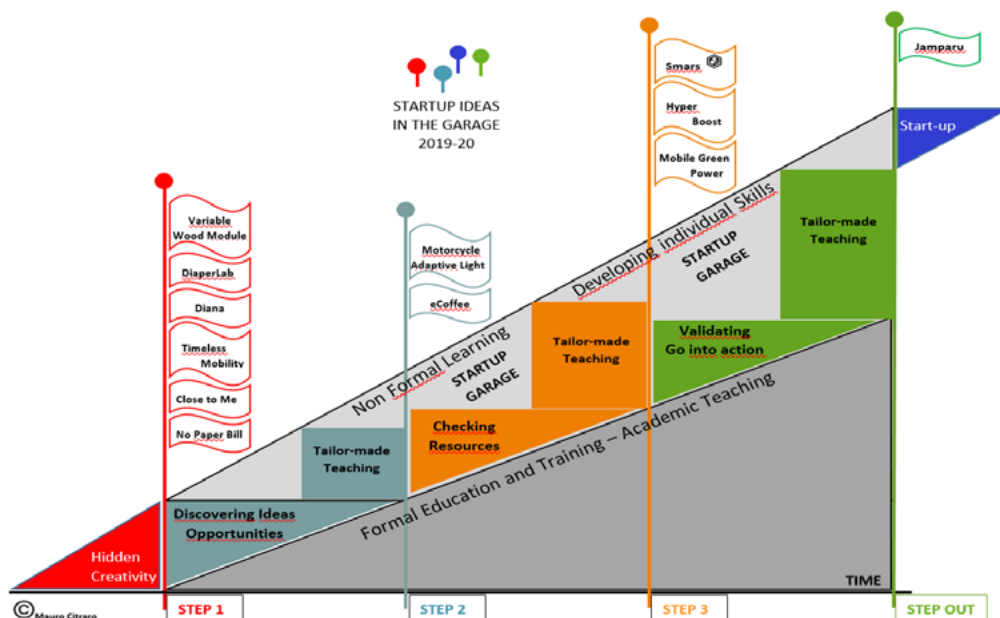 STARTUP IDEAS
IN THE GARAGE
2019-20
Variable
Wood Module
DiaperLab
Diana
Timeless
Mobility
Close to Me
No Paper Bill
Motorcycle
Adaptive Light
eCoffee
Smars
Hyper
Boost
Mobile Green
Power
Jamparu
Start-up
Non Formal Learning
Developing individual Skills
STARTUP
GARAGE
STARTUP
GARAGE
Tailor-made
Teaching
Tailor-made
Teaching
Tailor-made
Teaching
Validating
Go into action
Checking
Resources
Discovering Ideas
Opportunities
Formal Education and Training – Academic Teaching
Hidden
Creativity
TIME
© Mauro Citraro
STEP 1
STEP 2
STEP 3
STEP OUT